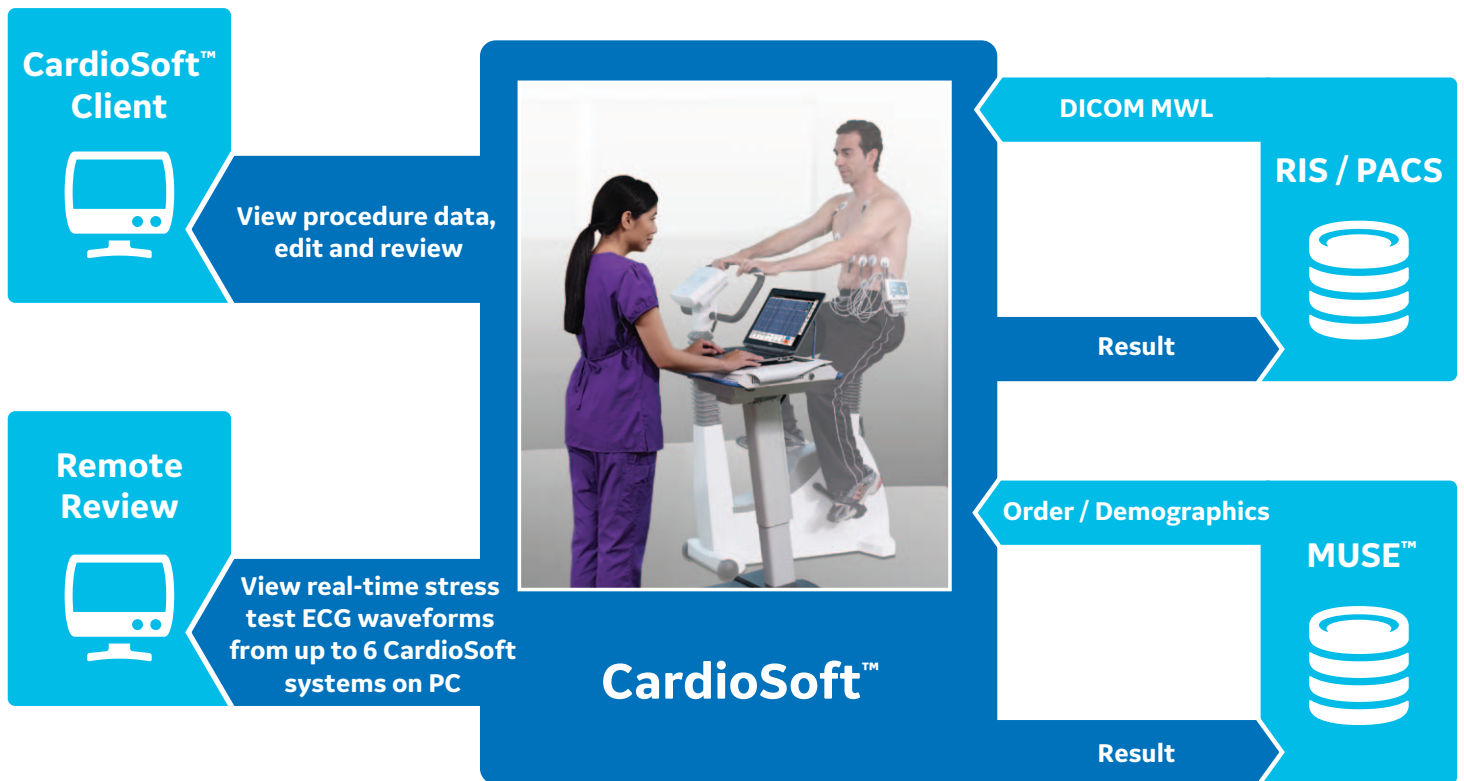 CardioSoft™
Client
View procedure data,
edit and review
Remote
Review
View real-time stress
test ECG waveforms
from up to 6 CardioSoft
systems on PC
CardioSoft™
DICOM MWL
RIS / PACS
Result
Order / Demographics
MUSE™
Result